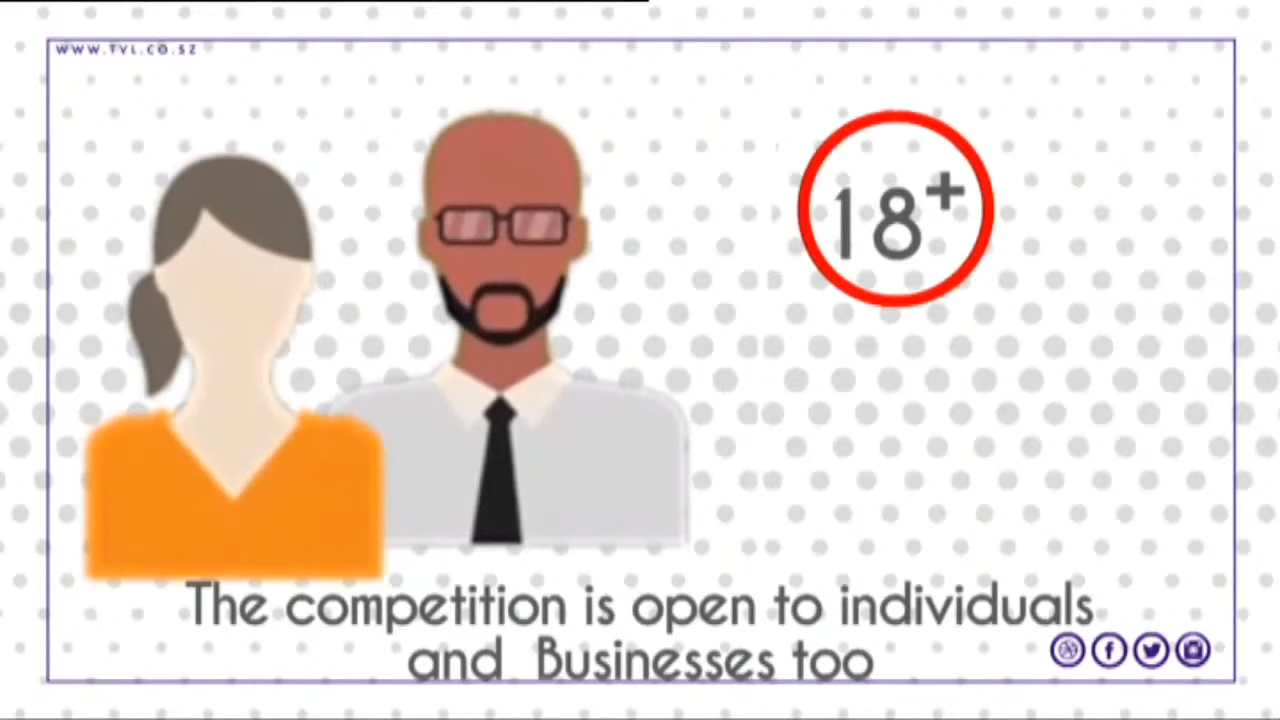 WWW.TVL.CO.SZ
18+
The competition is open to individuals
and Businesses too